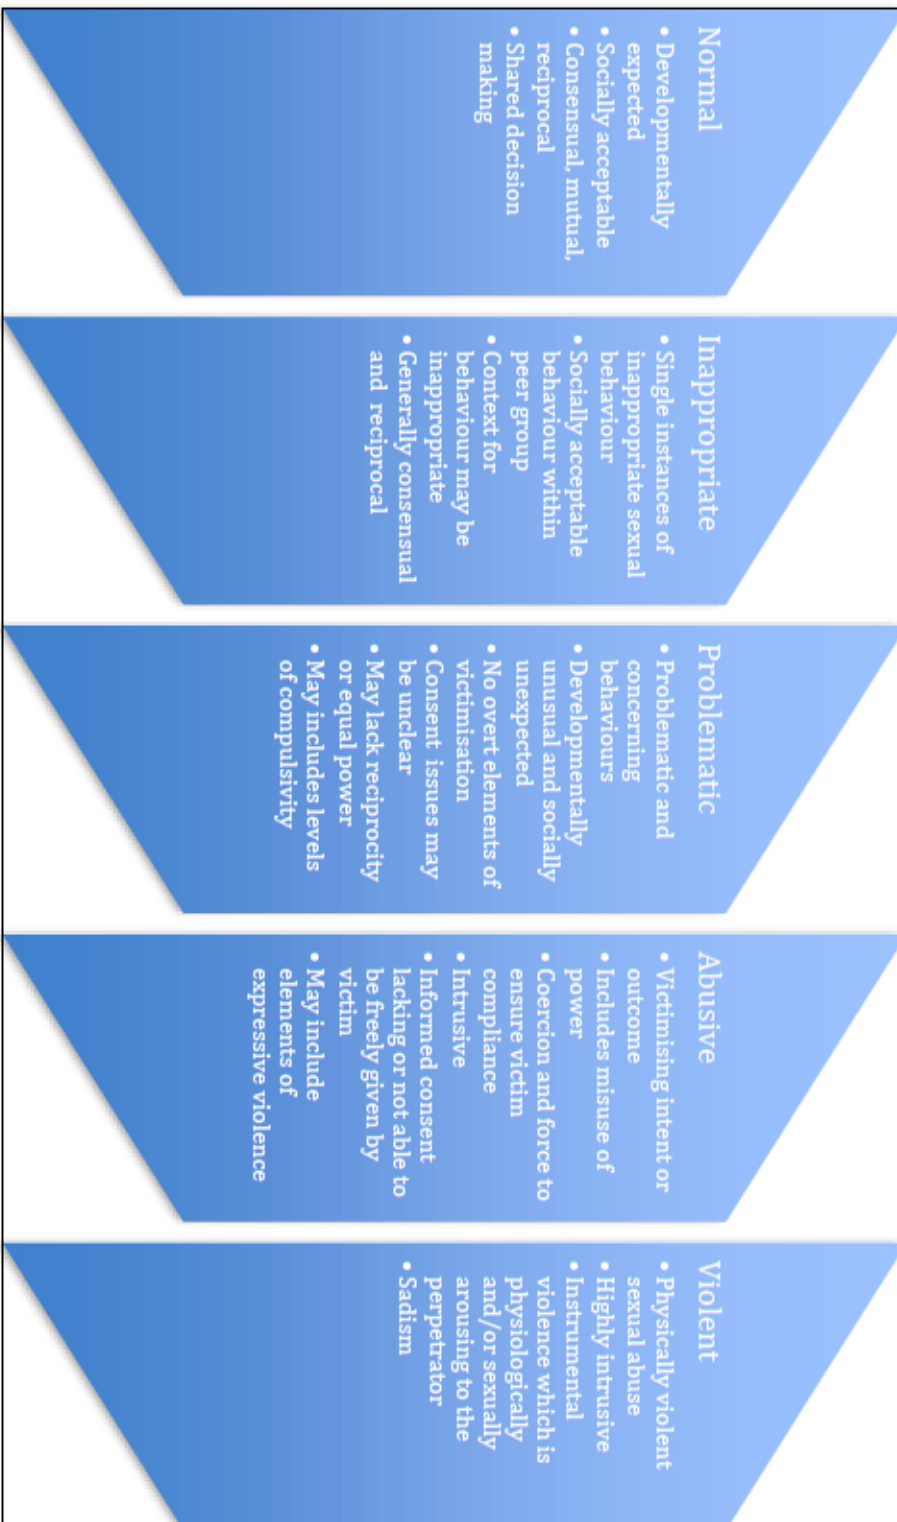 Normal
• Developmentally
expected
• Socially acceptable
• Consensual, mutual,
reciprocal
• Shared decision
making
Inappropriate
• Single instances of
inappropriate sexual
behaviour
• Socially acceptable
behaviour within
peer group
• Context for
behaviour may be
inappropriate
• Generally consensual
and reciprocal
Problematic
• Problematic and
concerning
behaviours
• Developmentally
unusual and socially
unexpected
• No overt elements of
victimisation
• Consent issues may
be unclear
• May lack reciprocity
or equal power
• May includes levels
of compulsivity
Abusive
• Victimising intent or
outcome
• Includes misuse of
power
• Coercion and force to
ensure victim
compliance
• Intrusive
• Informed consent
lacking or not able to
be freely given by
victim
• May include
elements of
expressive violence
Violent
• Physically violent
sexual abuse
• Highly intrusive
• Instrumental
violence which is
physiologically
and/or sexually
arousing to the
perpetrator
• Sadism